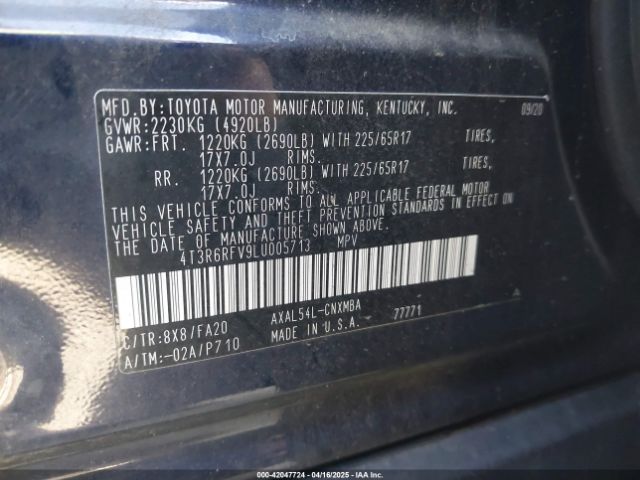 MFD.BY:TOYOTA MOTOR MANUFACTURING, KENTUCKY, INC. 09/20
GVWR:2230KG (4920LB)
GAWR:FRT. 1220KG (2690LB) WITH 225/65R17 TIRES,
17X7.0J RIMS.
RR. 1220KG (2690LB) WITH 225/65R17 TIRES,
17X7.0J RIMS.
THIS VEHICLE CONFORMS TO ALL APPLICABLE FEDERAL MOTOR
VEHICLE SAFETY AND THEFT PREVENTION STANDARDS IN EFFECT ON
THE DATE OF MANUFACTURE SHOWN ABOVE.
4T3R6RFV9LU005713 MPV
C/TR:8X8/FA20 AXAL54L-CNXMBA 77771
A/TM:-02A/P710 MADE IN U.S.A.
000-42047724 - 04/16/2025 - IAA Inc.